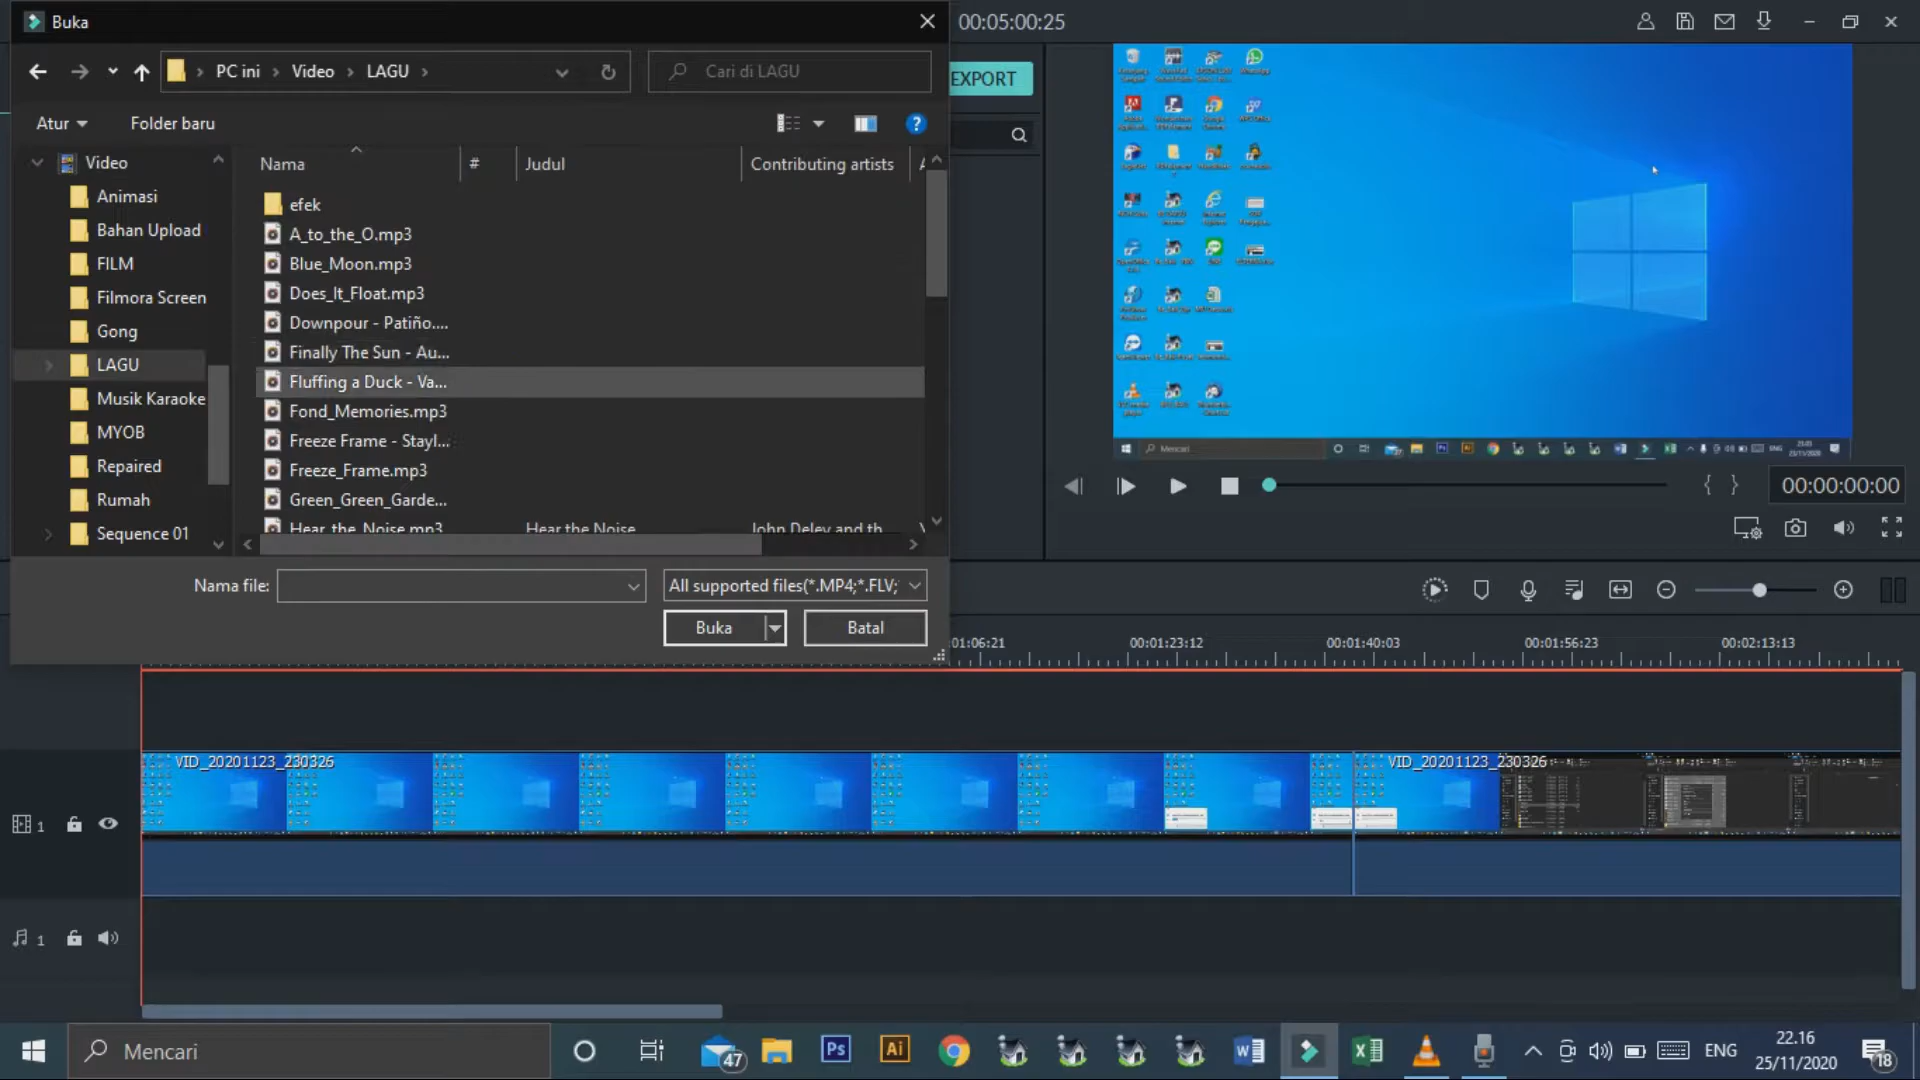 Buka
00:05:00:25
PC ini
Video
LAGU
Cari di LAGU
EXPORT
Atur
Folder baru
Video
Animasi
Bahan Upload
FILM
Filmora Screen
Gong
LAGU
Musik Karaoke
MYOB
Repaired
Rumah
Sequence 01
Nama
#
Judul
Contributing artists
efek
A_to_the_O.mp3
Blue_Moon.mp3
Does_It_Float.mp3
Downpour - Patiño....
Finally The Sun - Au...
Fluffing a Duck - Va...
Fond_Memories.mp3
Freeze Frame - Stayl...
Freeze_Frame.mp3
Green_Green_Garde...
Hear_the_Noise.mp3 Hear the Noise John Deley and th
Nama file:
All supported files(*.MP4;*.FLV;
Buka
Batal
Mencari
00:00:00:00
01:06:21
00:01:23:12
00:01:40:03
00:01:56:23
00:02:13:13
VID_20201123_230326
VID_20201123_230326
1
1
Mencari
47
Ps
Ai
ENG
22.16
25/11/2020
18